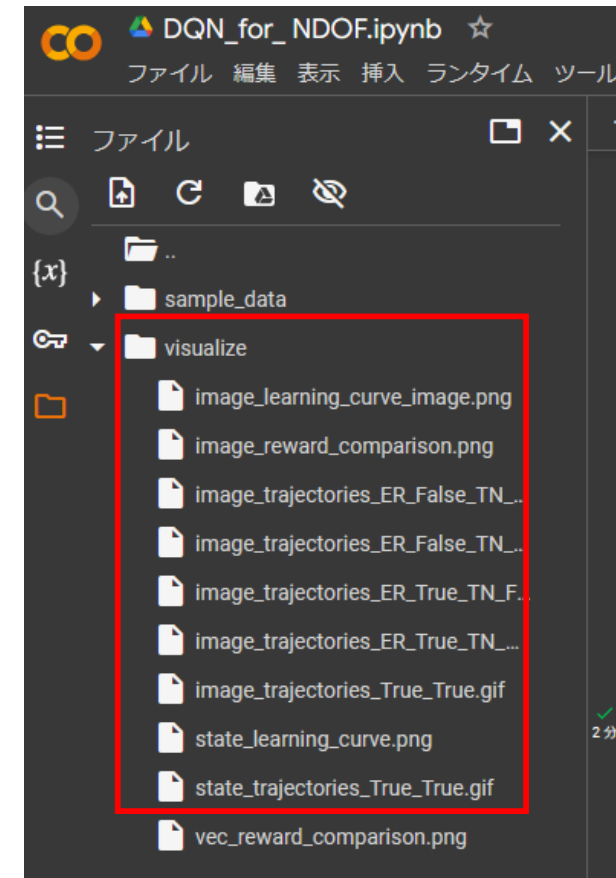 DQN_for_ NDOF.ipynb
ファイル 編集 表示 挿入 ランタイム ツール
ファイル
..
{x}
sample_data
visualize
image_learning_curve_image.png
image_reward_comparison.png
image_trajectories_ER_False_TN_...
image_trajectories_ER_False_TN_...
image_trajectories_ER_True_TN_F...
image_trajectories_ER_True_TN_...
image_trajectories_True_True.gif
state_learning_curve.png
2 分
state_trajectories_True_True.gif
vec_reward_comparison.png